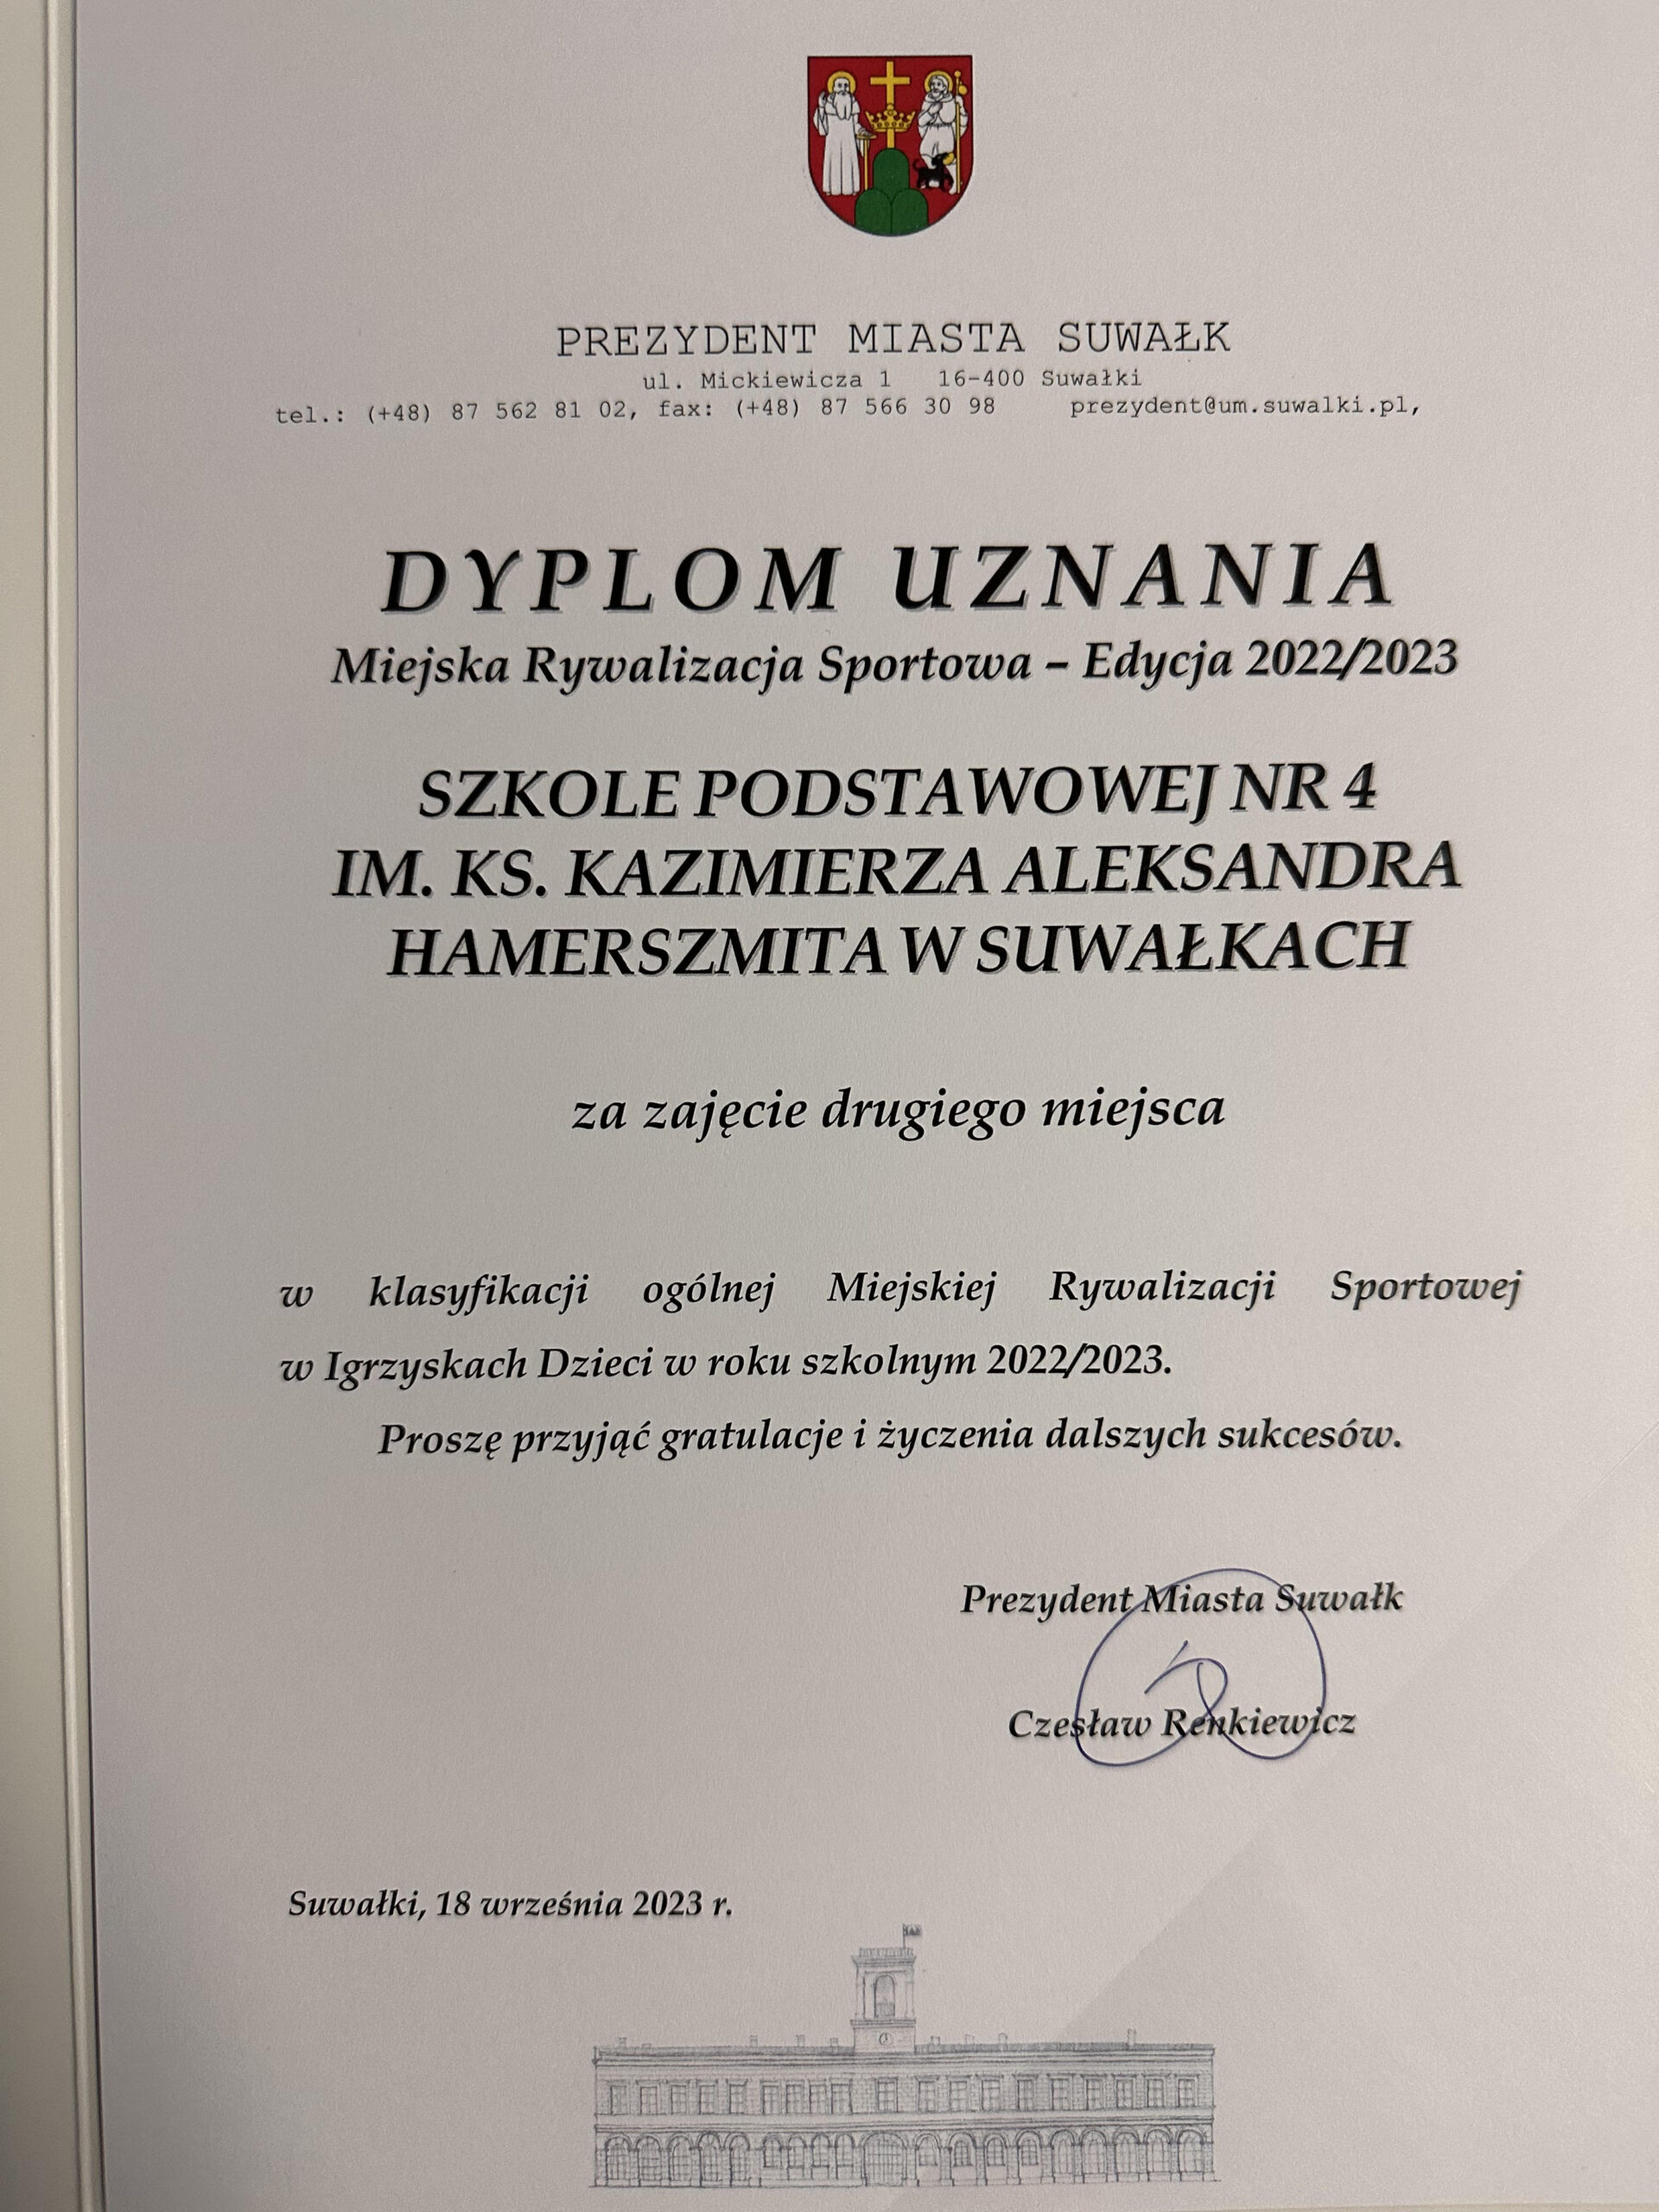 PREZYDENT MIASTA SUWAŁK
ul. Mickiewicza 1 16-400 Suwałki
tel.: (+48) 87 562 81 02, fax: (+48) 87 566 30 98 prezydent@um.suwalki.pl,
DYPLOM UZNANIA
Miejska Rywalizacja Sportowa – Edycja 2022/2023
SZKOLE PODSTAWOWEJ NR 4
IM. KS. KAZIMIERZA ALEKSANDRA
HAMERSZMITA W SUWAŁKACH
za zajęcie drugiego miejsca
w klasyfikacji ogólnej Miejskiej Rywalizacji Sportowej
w Igrzyskach Dzieci w roku szkolnym 2022/2023.
Proszę przyjąć gratulacje i życzenia dalszych sukcesów.
Prezydent Miasta Suwałk
Czesław Renkiewicz
Suwałki, 18 września 2023 r.